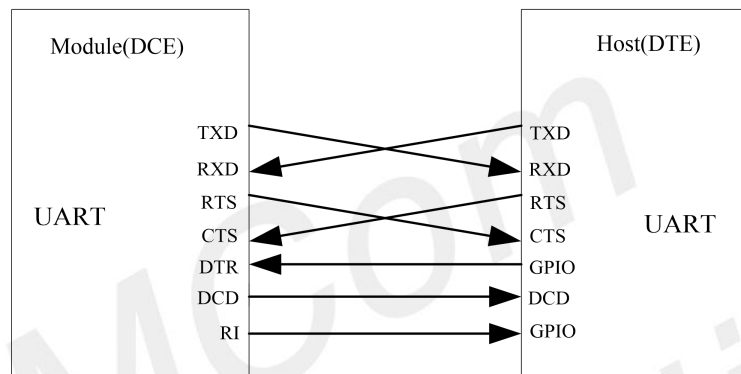 Module(DCE)
Host(DTE)
TXD
TXD
RXD
RXD
RTS
RTS
UART
UART
CTS
CTS
DTR
GPIO
DCD
DCD
RI
GPIO